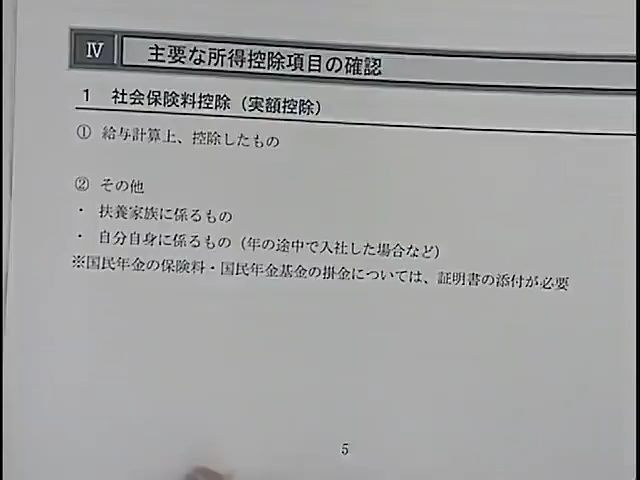 Ⅳ 主要な所得控除項目の確認
1 社会保険料控除（実額控除）
① 給与計算上、控除したもの
② その他
・ 扶養家族に係るもの
・ 自分自身に係るもの（年の途中で入社した場合など）
※国民年金の保険料・国民年金基金の掛金については、証明書の添付が必要
5